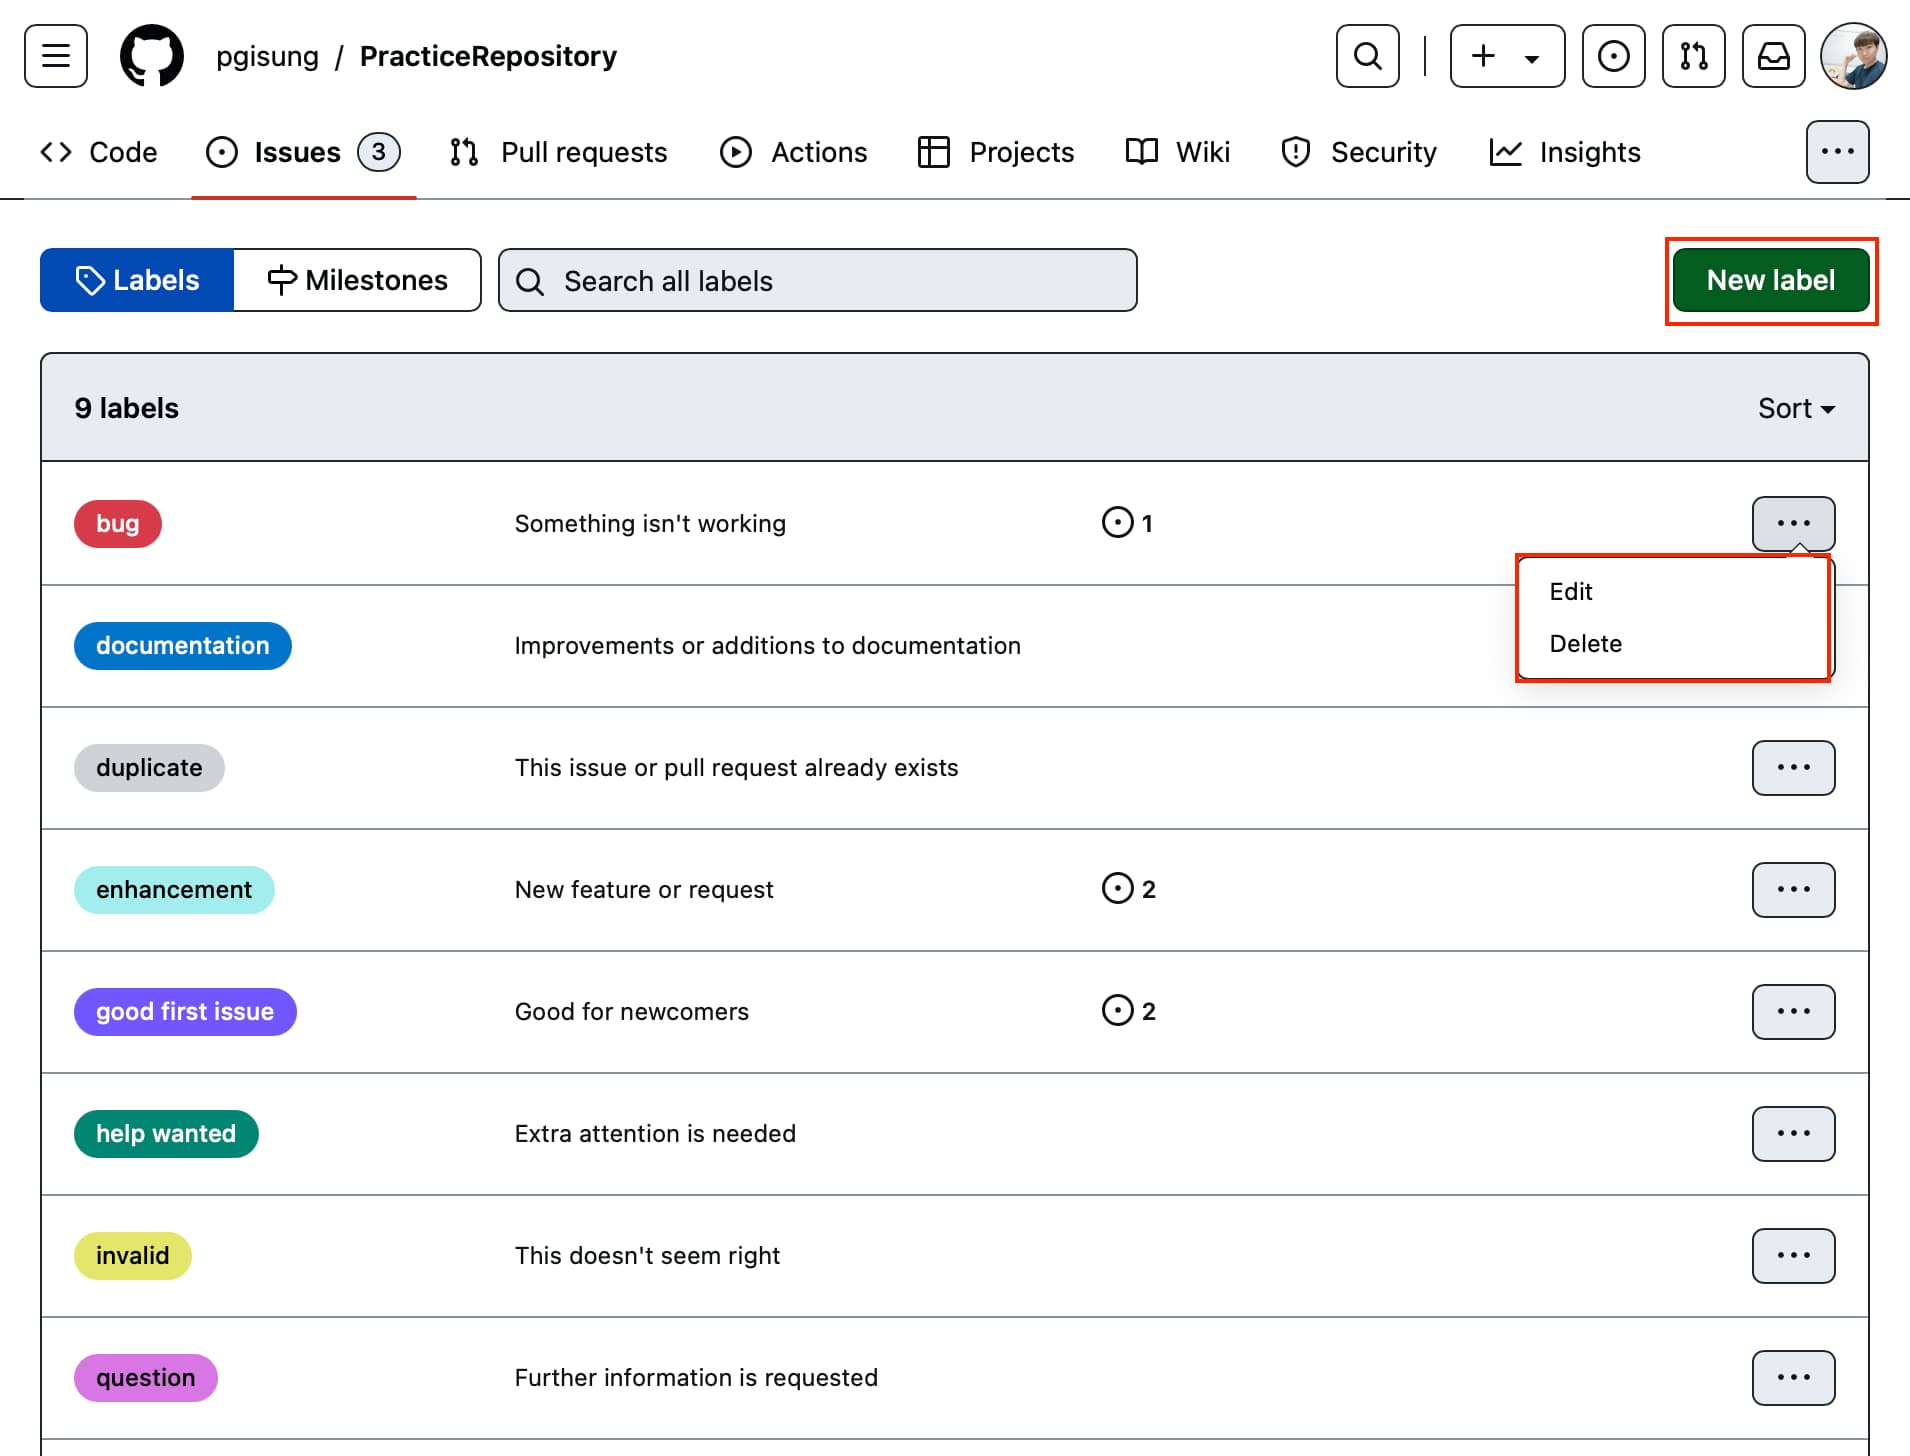 pgisung / PracticeRepository
Code Issues 3 Pull requests Actions Projects Wiki Security Insights
Labels Milestones Search all labels New label
9 labels Sort
bug Something isn't working 1
Edit
documentation Improvements or additions to documentation
Delete
duplicate This issue or pull request already exists
enhancement New feature or request 2
good first issue Good for newcomers 2
help wanted Extra attention is needed
invalid This doesn't seem right
question Further information is requested